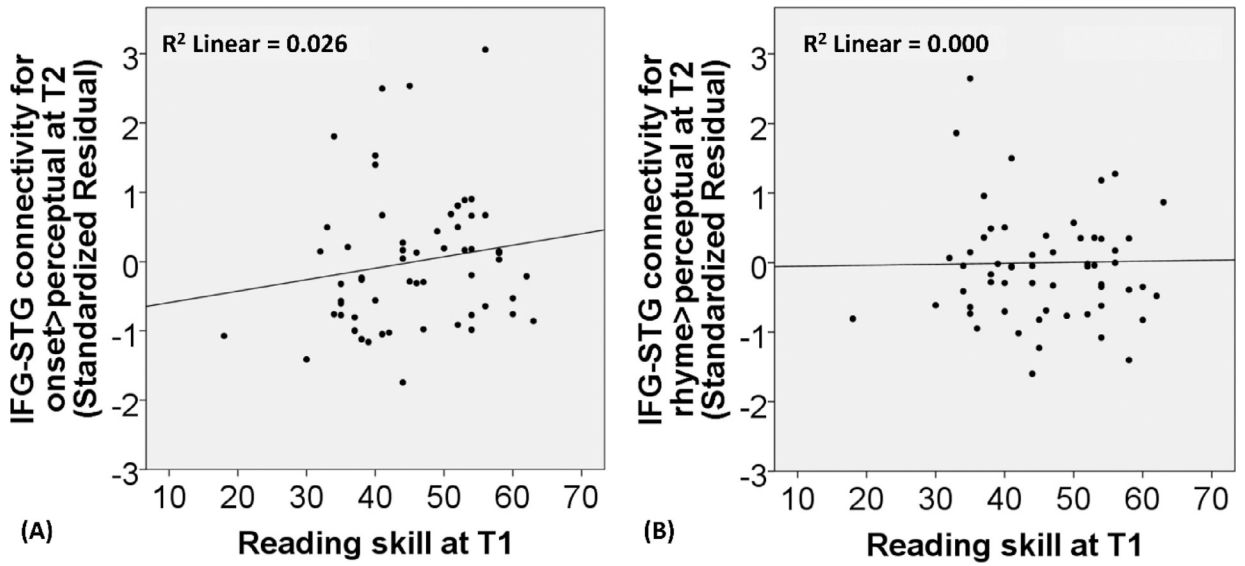 IFG-STG connectivity for
onset>perceptual at T2
(Standardized Residual)
R² Linear = 0.026
3
2
1
0
-1
-2
-3
10 20 30 40 50 60 70
(A)
Reading skill at T1
IFG-STG connectivity for
rhyme>perceptual at T2
(Standardized Residual)
R² Linear = 0.000
3
2
1
0
-1
-2
-3
10 20 30 40 50 60 70
(B)
Reading skill at T1